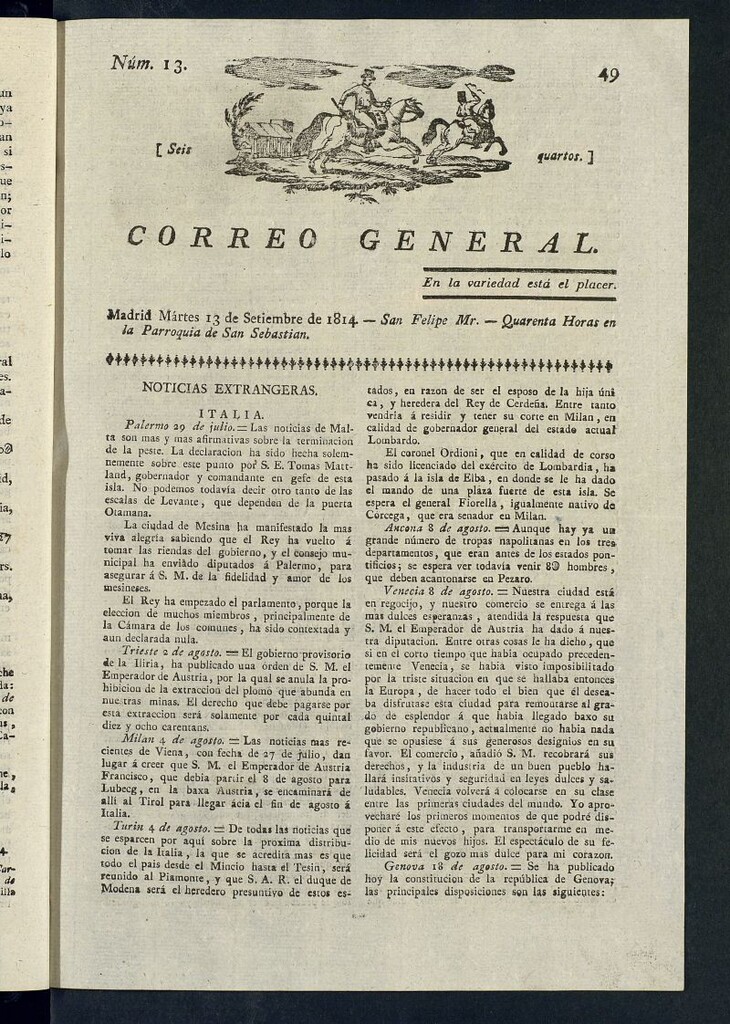 Núm. 13.
49
[ Seis
quartos. ]
CORREO GENERAL.
En la variedad está el placer.
Madrid Mártes 13 de Setiembre de 1814. — San Felipe Mr. — Quarenta Horas en
la Parroquia de San Sebastian.
NOTICIAS EXTRANGERAS.
ITALIA.
Palermo 29 de julio. = Las noticias de Mal-
ta son mas y mas afirmativas sobre la terminacion
de la peste. La declaracion ha sido hecha solem-
nemente sobre este punto por S. E. Tomas Matt-
land, gobernador y comandante en gefe de esta
isla. No podemos todavía decir otro tanto de las
escalas de Levante, que dependen de la puerta
Otamana.
La ciudad de Mesina ha manifestado la mas
viva alegría sabiendo que el Rey ha vuelto á
tomar las riendas del gobierno, y el consejo mu-
nicipal ha enviado diputados á Palermo, para
asegurar á S. M. de la fidelidad y amor de los
mesineses.
El Rey ha empezado el parlamento, porque la
eleccion de muchos miembros, principalmente de
la Cámara de los comunes, ha sido contextada y
aun declarada nula.
Trieste 2 de agosto. = El gobierno provisorio
de la Iliria, ha publicado una órden de S. M. el
Emperador de Austria, por la qual se anula la pro-
hibicion de la extraccion del plomo que abunda en
nuestras minas. El derecho que debe pagarse por
esta extraccion será solamente por cada quintal
diez y ocho carentans.
Milan 4 de agosto. = Las noticias mas re-
cientes de Viena, con fecha de 27 de julio, dan
lugar á creer que S. M. el Emperador de Austria
Francisco, que debia partir el 8 de agosto para
Lubecg, en la baxa Austria, se encaminará de
allí al Tirol para llegar ácia el fin de agosto á
Italia.
Turin 4 de agosto. = De todas las noticias que
se esparcen por aquí sobre la proxima distribu-
cion de la Italia, la que se acredita mas es que
todo el pais desde el Mincio hasta el Tesin, será
reunido al Piamonte, y que S. A. R. el duque de
Modena será el heredero presuntivo de estos es-
tados, en razon de ser el esposo de la hija úni
ca, y heredera del Rey de Cerdeña. Entre tanto
vendria á residir y tener su corte en Milan, en
calidad de gobernador general del estado actual
Lombardo.
El coronel Ordioni, que en calidad de corso
ha sido licenciado del exército de Lombardia, ha
pasado á la isla de Elba, en donde se le ha dado
el mando de una plaza fuerte de esta isla. Se
espera el general Fiorella, igualmente nativo de
Córcega, que era senador en Milan.
Ancona 8 de agosto. = Aunque hay ya un
grande número de tropas napolitanas en los tres
departamentos, que eran antes de los estados pon-
tificios; se espera ver todavía venir 8@ hombres,
que deben acantonarse en Pezaro.
Venecia 8 de agosto. = Nuestra ciudad está
en regocijo, y nuestro comercio se entrega á las
mas dulces esperanzas, atendida la respuesta que
S. M. el Emperador de Austria ha dado á nues-
tra diputacion. Entre otras cosas le ha dicho, que
si en el corto tiempo que habia ocupado preceden-
temente Venecia, se habia visto imposibilitado
por la triste situacion en que se hallaba entonces
la Europa, de hacer todo el bien que él desea-
ba disfrutase esta ciudad para remontarse al gra-
do de esplendor á que habia llegado baxo su
gobierno republicano, actualmente no habia nada
que se opusiese á sus generosos designios en su
favor. El comercio, añadió S. M. recobrará sus
derechos, y la industria de un buen pueblo ha-
llará insitativos y seguridad en leyes dulces y sa-
ludables. Venecia volverá á colocarse en su clase
entre las primeras ciudades del mundo. Yo apro-
vecharé los primeros momentos de que podré dis-
poner á este efecto, para transportarme en me-
dio de mis nuevos hijos. El espectáculo de su fe-
licidad será el gozo mas dulce para mi corazon.
Genova 18 de agosto. = Se ha publicado
hoy la constitucion de la república de Genova;
las principales disposiciones son las siguientes: